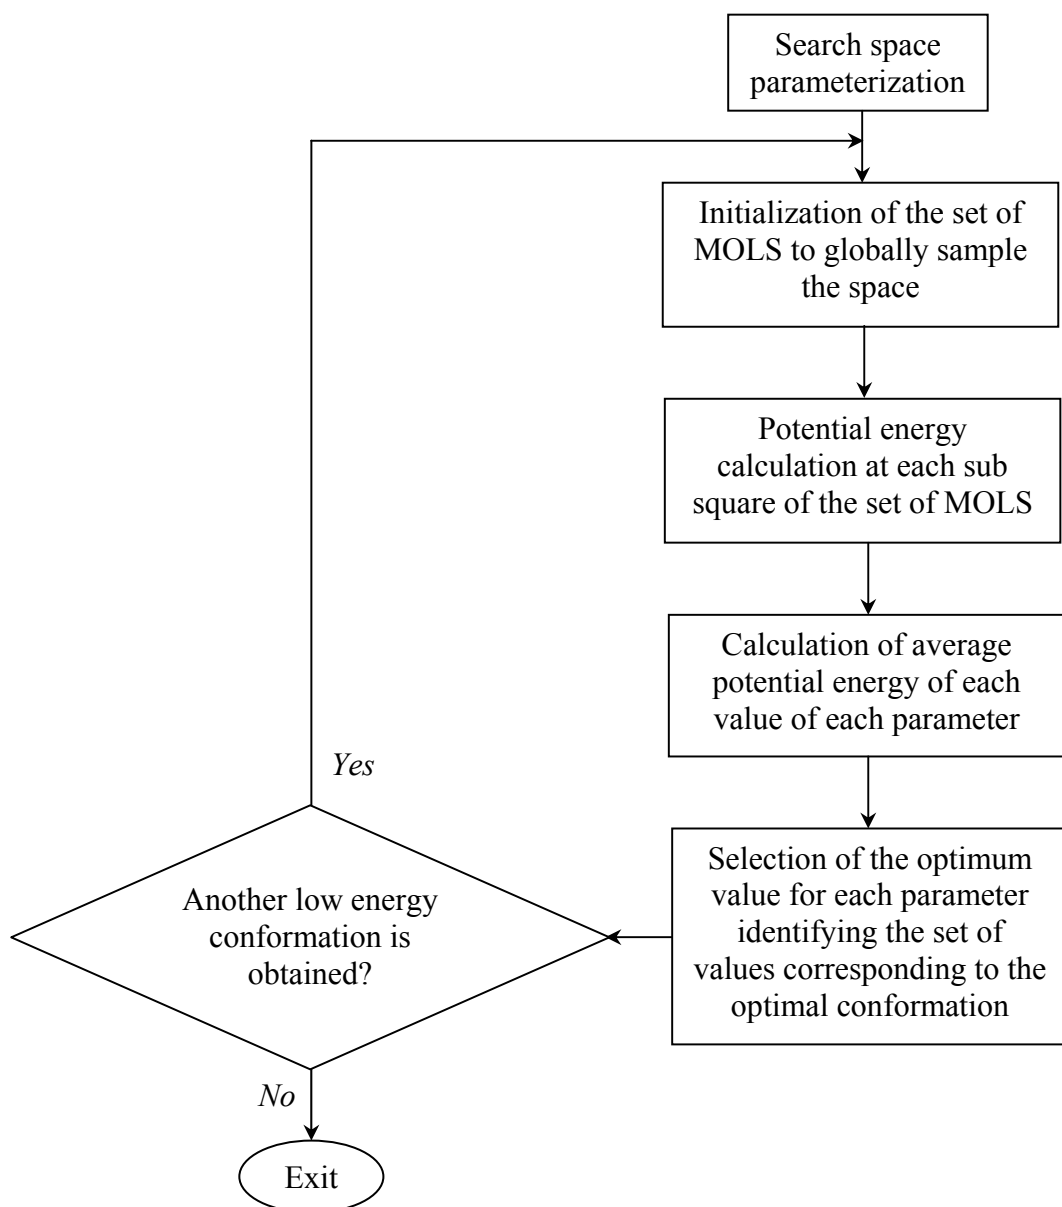 Search space
parameterization
Initialization of the set of
MOLS to globally sample
the space
Potential energy
calculation at each sub
square of the set of MOLS
Calculation of average
potential energy of each
value of each parameter
Selection of the optimum
value for each parameter
identifying the set of
values corresponding to the
optimal conformation
Another low energy
conformation is
obtained?
Yes
No
Exit